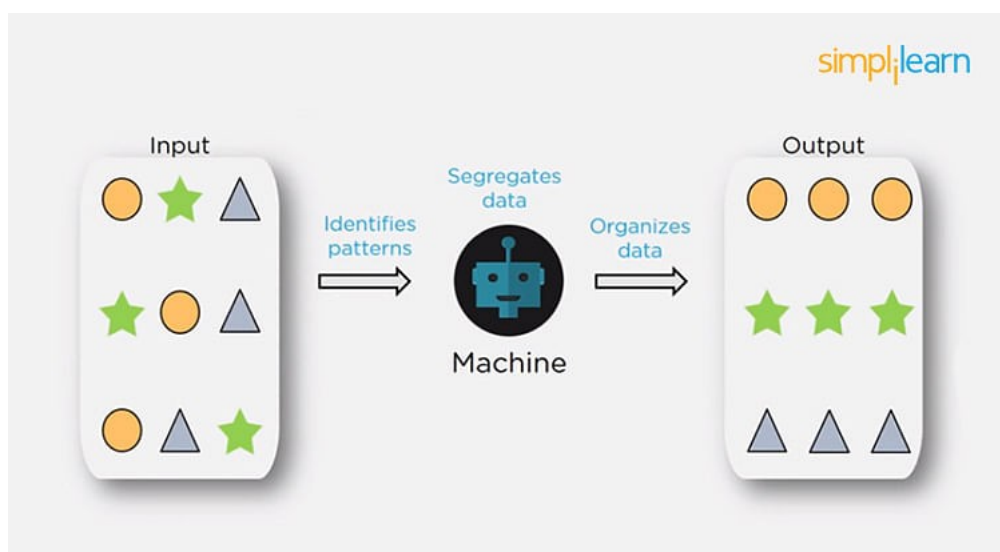 simplilearn
Input
Output
Segregates
data
Identifies
patterns
Organizes
data
Machine